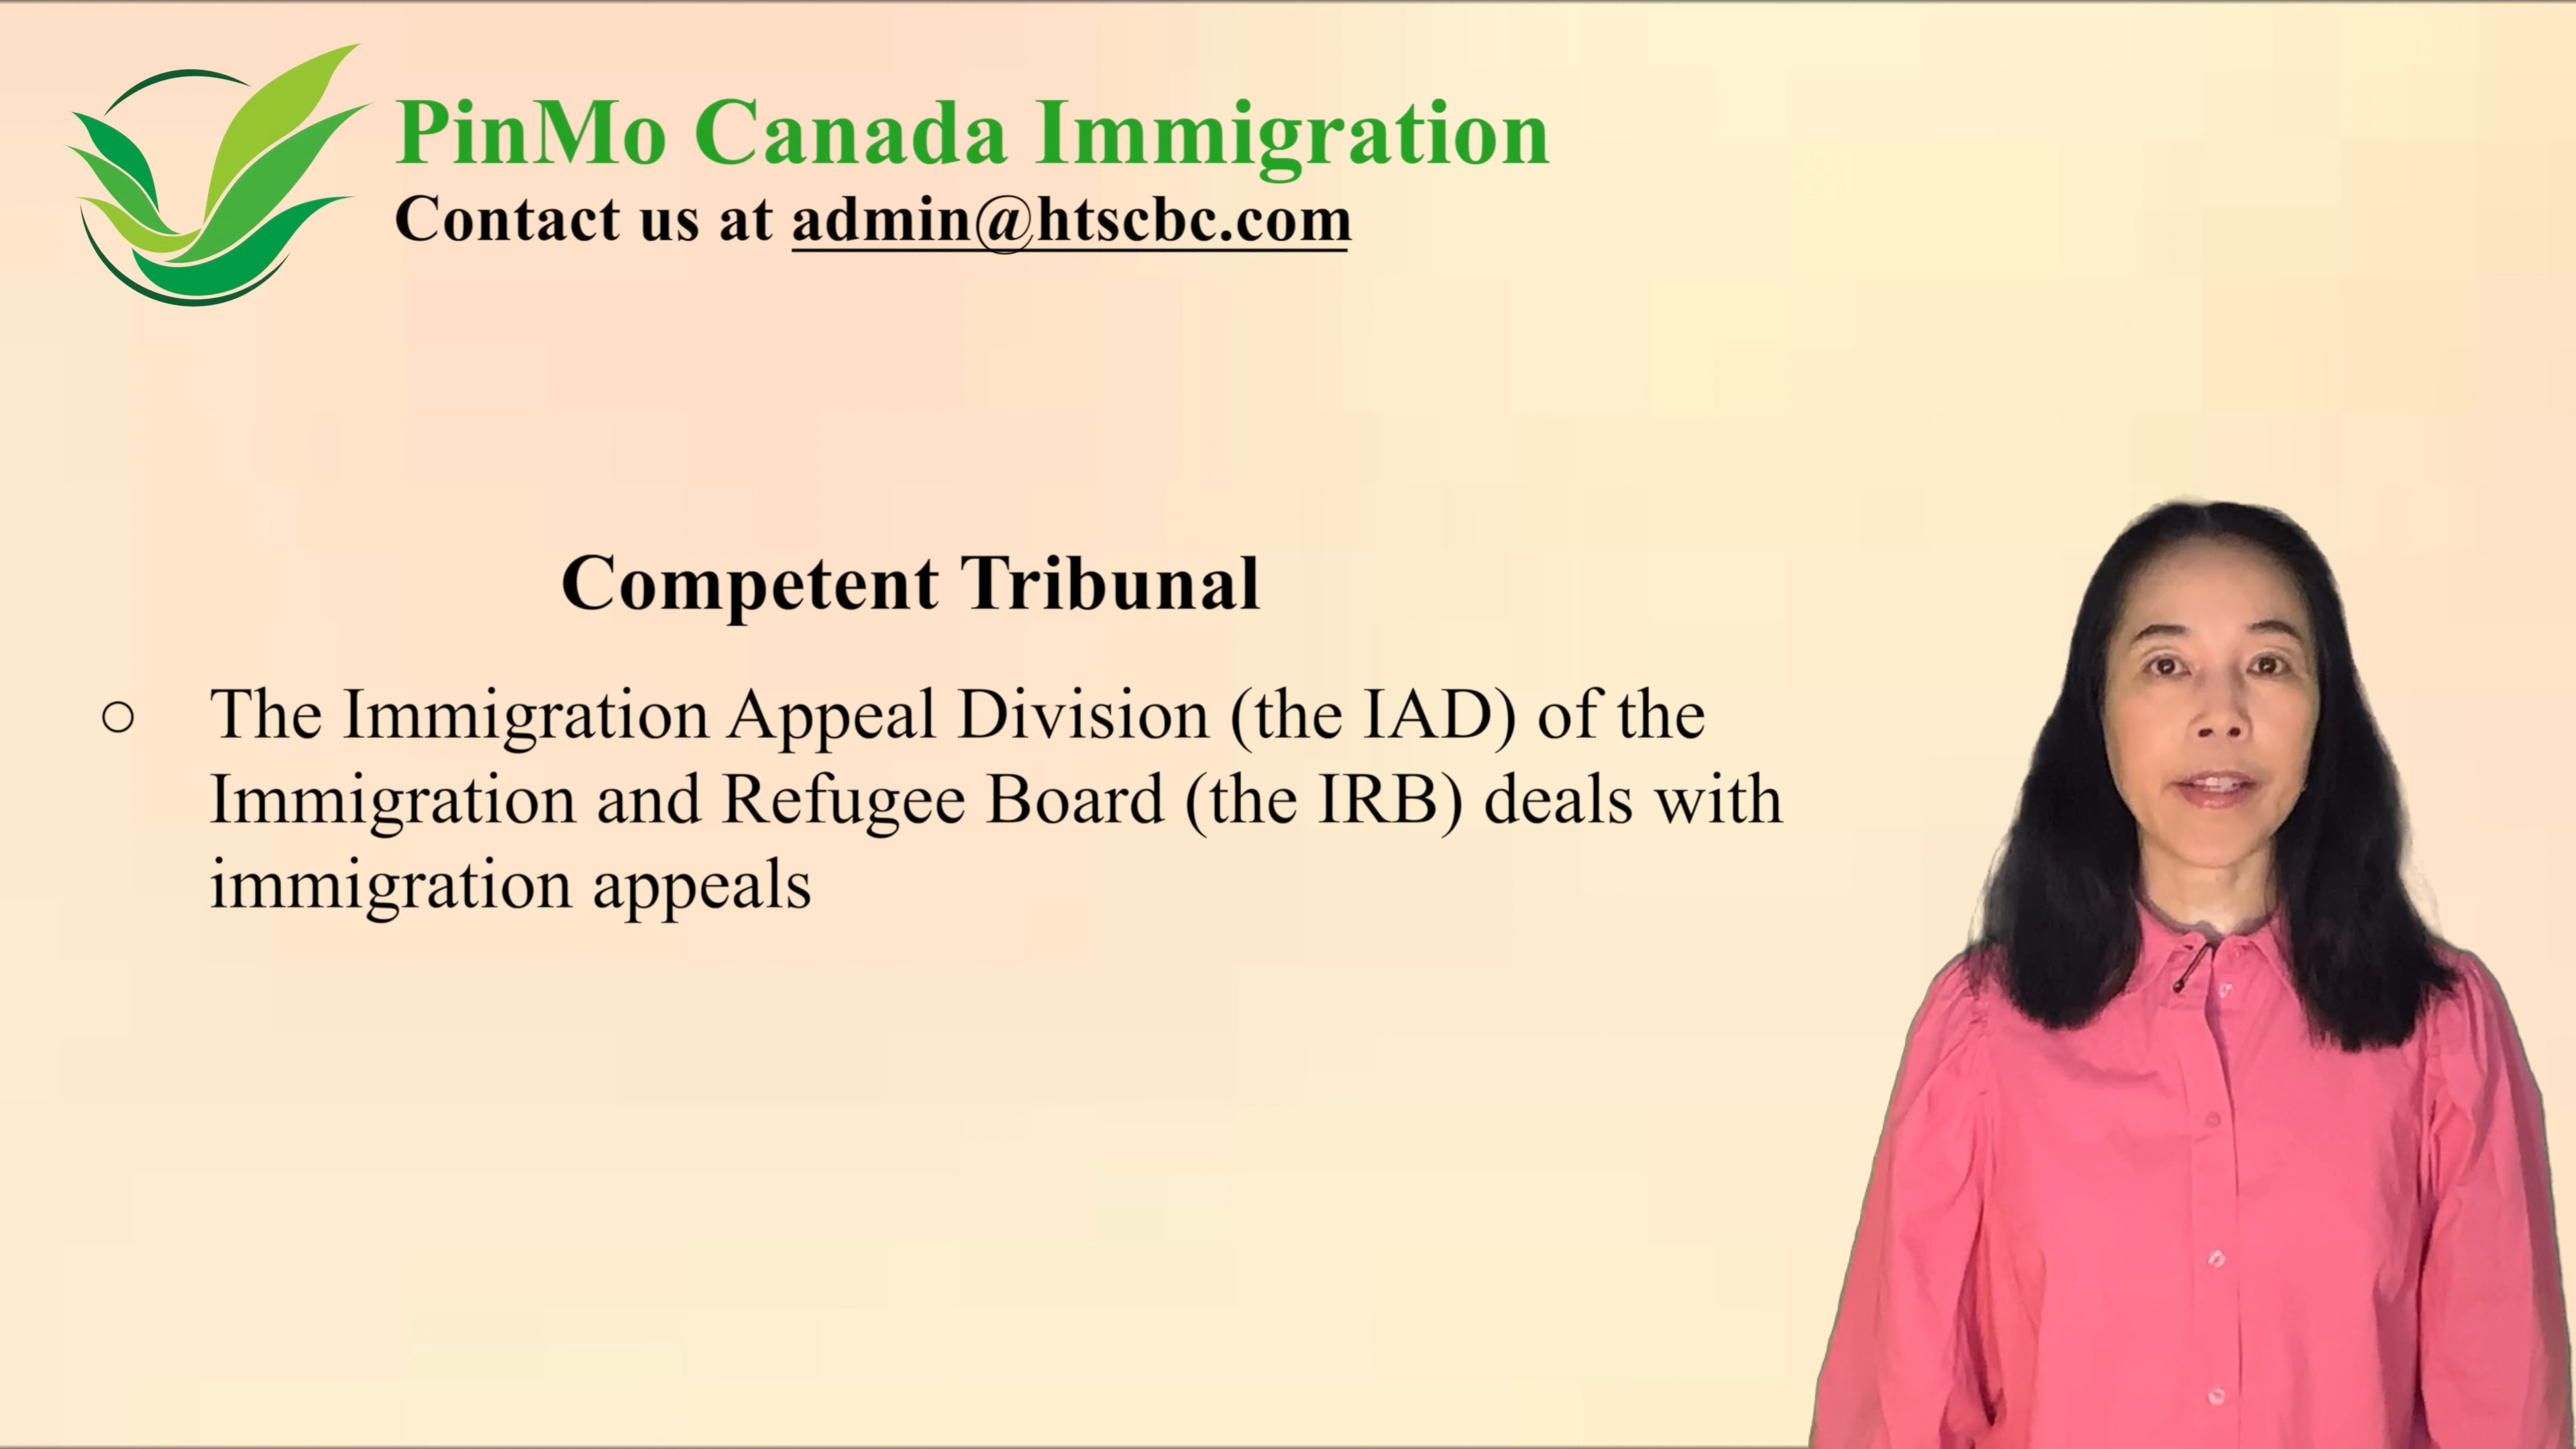 PinMo Canada Immigration
Contact us at admin@htscbc.com
Competent Tribunal
○ The Immigration Appeal Division (the IAD) of the
Immigration and Refugee Board (the IRB) deals with
immigration appeals